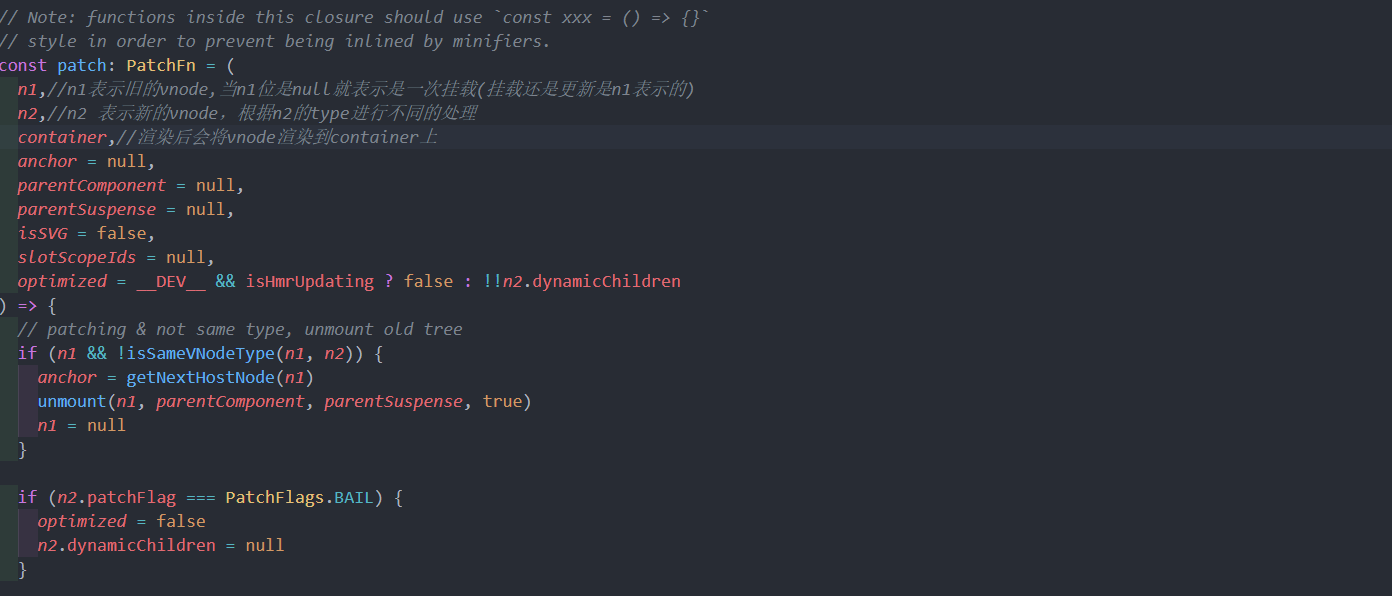 // Note: functions inside this closure should use `const xxx = () => {}`
// style in order to prevent being inlined by minifiers.
const patch: PatchFn = (
n1,//n1表示旧的vnode,当n1位是null就表示是一次挂载(挂载还是更新是n1表示的)
n2,//n2 表示新的vnode，根据n2的type进行不同的处理
container,//渲染后会将vnode渲染到container上
anchor = null,
parentComponent = null,
parentSuspense = null,
isSVG = false,
slotScopeIds = null,
optimized = __DEV__ && isHmrUpdating ? false : !!n2.dynamicChildren
) => {
// patching & not same type, unmount old tree
if (n1 && !isSameVNodeType(n1, n2)) {
anchor = getNextHostNode(n1)
unmount(n1, parentComponent, parentSuspense, true)
n1 = null
}
if (n2.patchFlag === PatchFlags.BAIL) {
optimized = false
n2.dynamicChildren = null
}